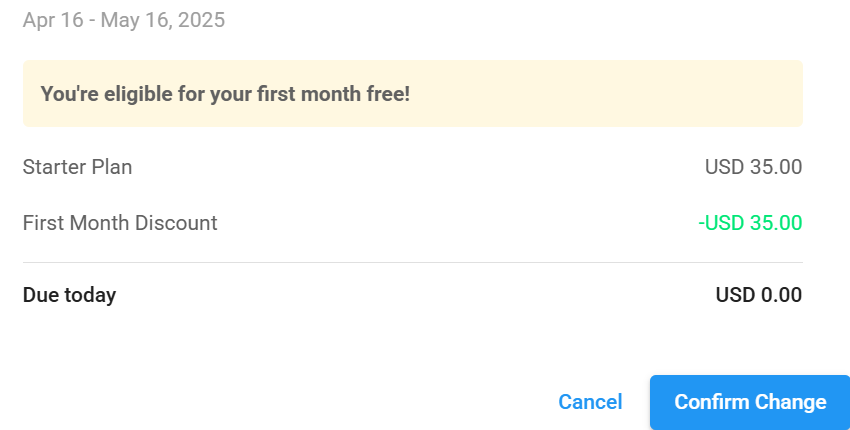 Apr 16 - May 16, 2025
You're eligible for your first month free!
Starter Plan USD 35.00
First Month Discount -USD 35.00
Due today USD 0.00
Cancel Confirm Change